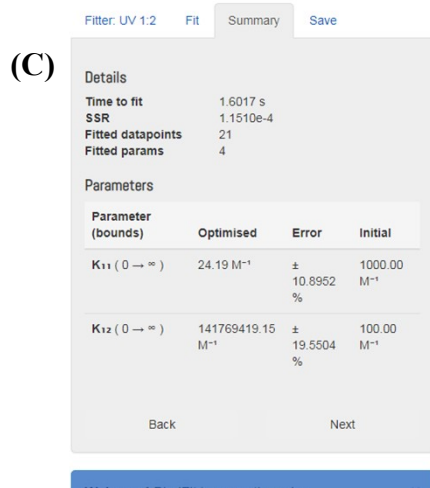 Fitter: UV 1:2 Fit Summary Save
(C)
Details
Time to fit 1.6017 s
SSR 1.1510e-4
Fitted datapoints 21
Fitted params 4
Parameters
Parameter
(bounds) Optimised Error Initial
K₁₁ ( 0 → ∞ ) 24.19 M⁻¹ ± 1000.00
10.8952 M⁻¹
%
K₁₂ ( 0 → ∞ ) 141769419.15 ± 100.00
M⁻¹ 19.5504 M⁻¹
%
Back Next